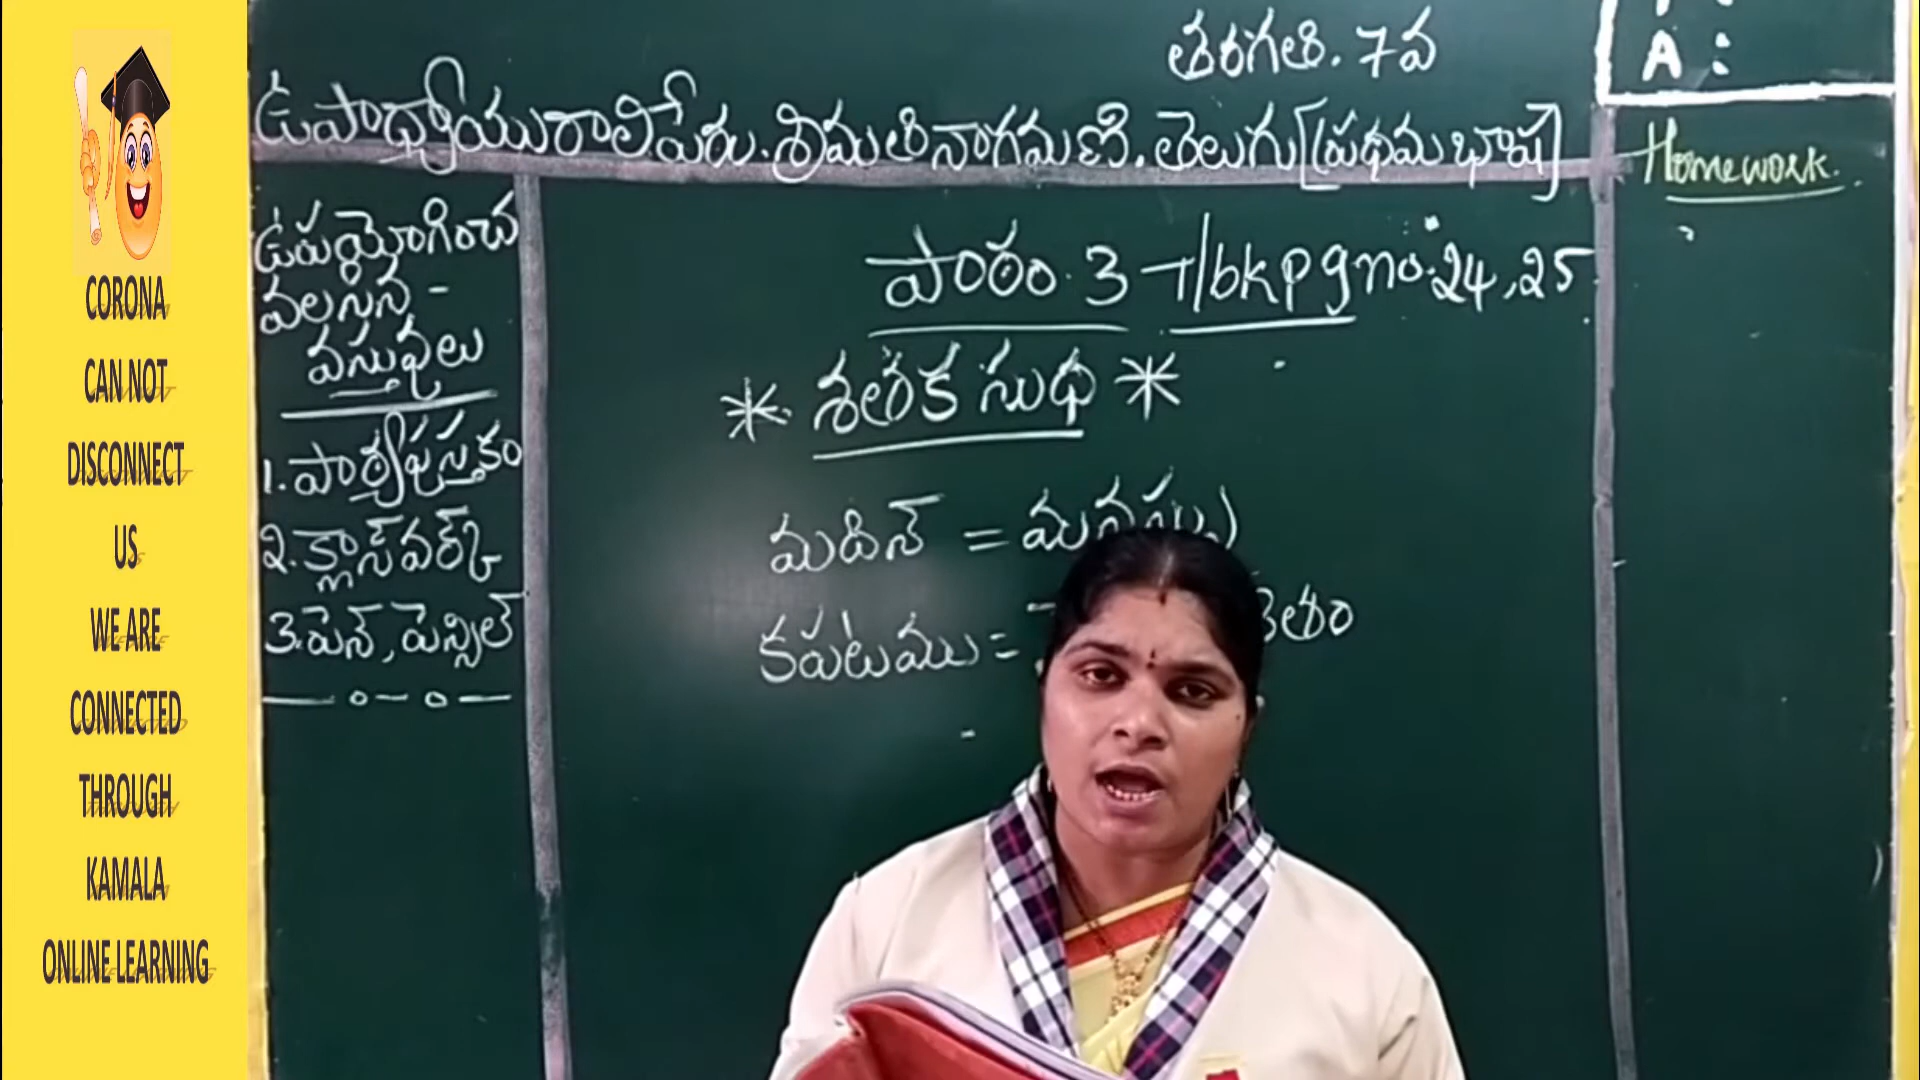 CORONA
CAN NOT
DISCONNECT
US
WE ARE
CONNECTED
THROUGH
KAMALA
ONLINE LEARNING
తరగతి. 7వ
ఉపాధ్యాయురాలి పేరు. శ్రీమతి నాగమణి. తెలుగు [ప్రథమ భాష]
ఉపయోగించ
వలసిన -
వస్తువులు
1. పాఠ్యపుస్తకం
2. క్లాస్ వర్క్
3. పెన్, పెన్సిల్
పాఠం. 3 - T/bk pg no. 24, 25
* శతక సుధ *
మదిన్ = మనస్సు
కపటము =
A :
Homework.